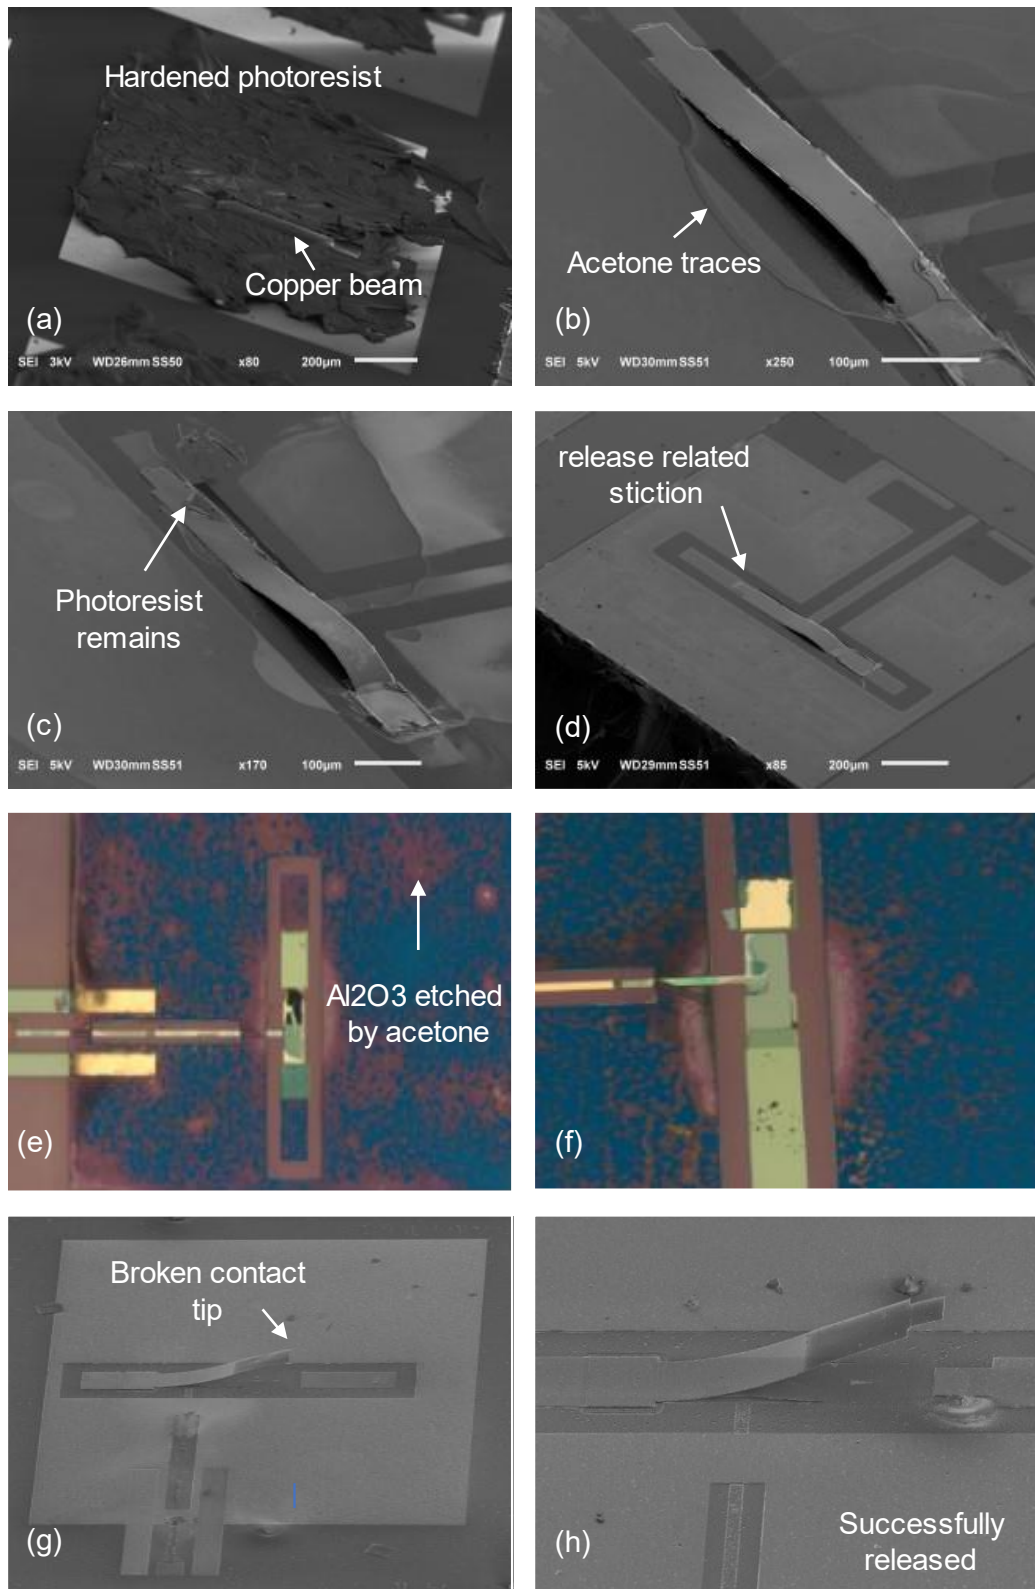 Hardened photoresist
Copper beam
(a)
SEI 3kV WD26mm SS50 x80 200µm
Acetone traces
(b)
SEI 5kV WD30mm SS51 x250 100µm
Photoresist
remains
(c)
SEI 5kV WD30mm SS51 x170 100µm
release related
stiction
(d)
SEI 5kV WD29mm SS51 x85 200µm
Al2O3 etched
by acetone
(e)
(f)
Broken contact
tip
(g)
Successfully
released
(h)